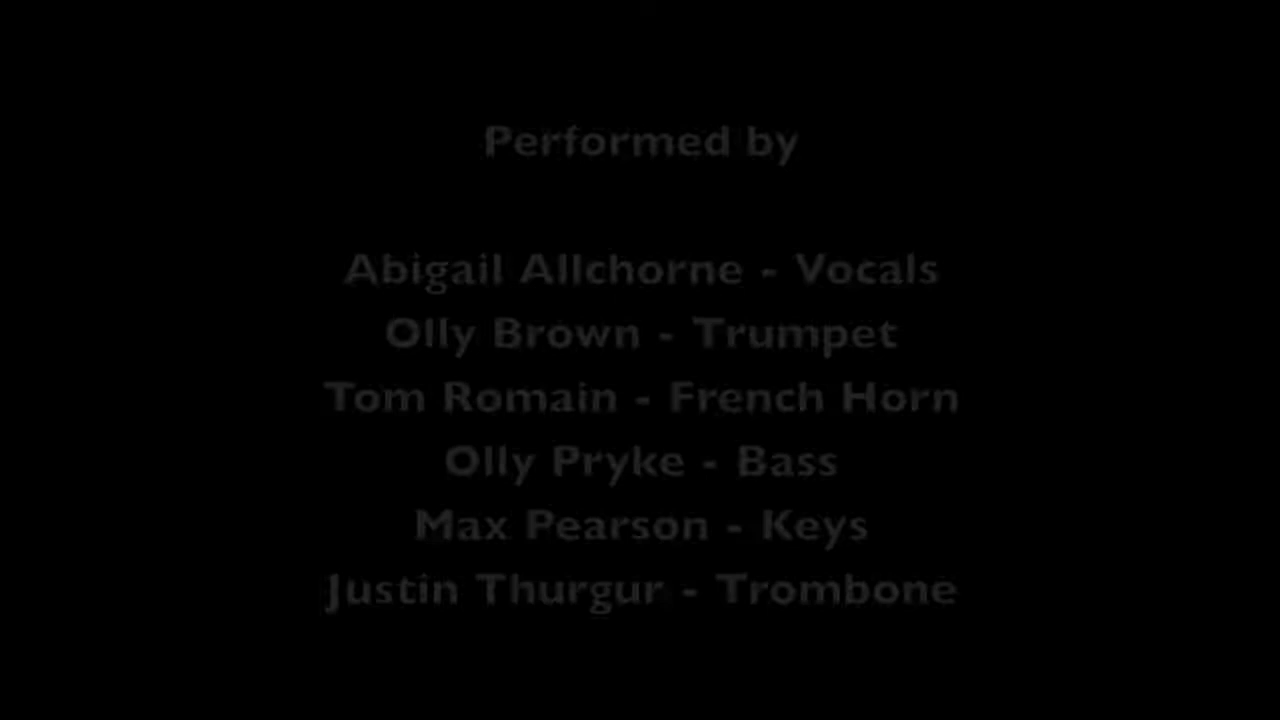 Performed by
Abigail Allchorne - Vocals
Olly Brown - Trumpet
Tom Romain - French Horn
Olly Pryke - Bass
Max Pearson - Keys
Justin Thurgur - Trombone